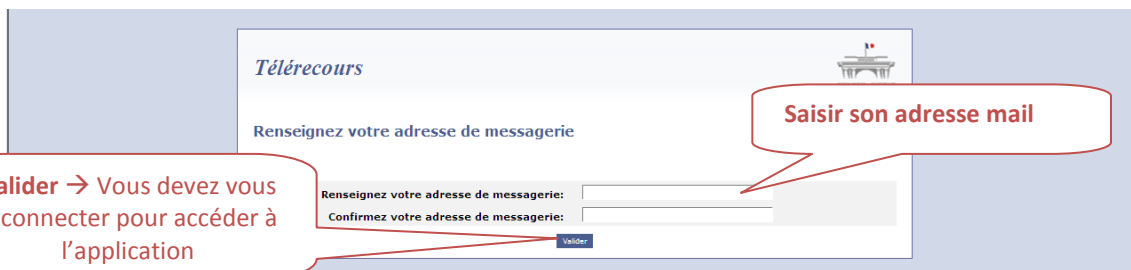 Télérecours
Saisir son adresse mail
Renseignez votre adresse de messagerie
alider → Vous devez vous
connecter pour accéder à
l'application
Renseignez votre adresse de messagerie:
Confirmez votre adresse de messagerie:
Valider